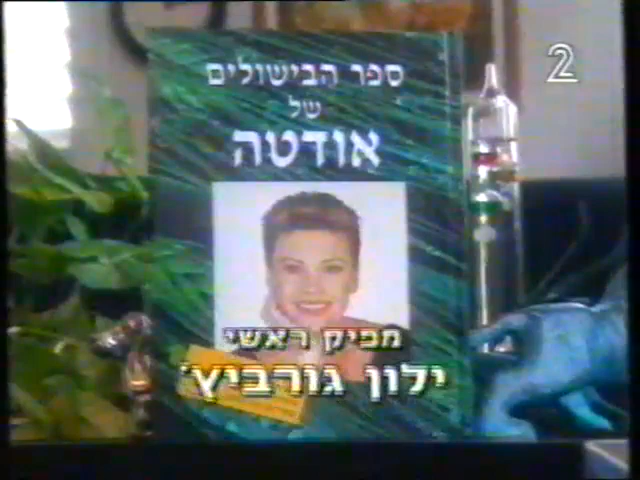 ספר הבישולים
של
אודטה
2
מפיק ראשי
ילון גורביץ'